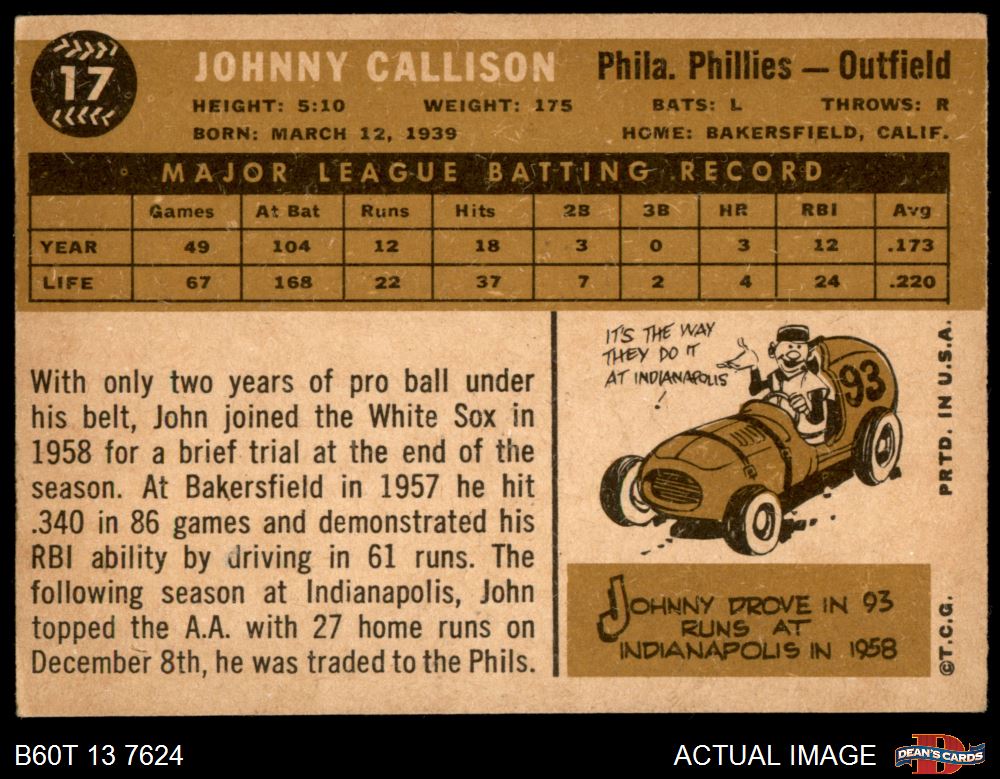 17
JOHNNY CALLISON
Phila. Phillies — Outfield
HEIGHT: 5:10 WEIGHT: 175 BATS: L THROWS: R
BORN: MARCH 12, 1939 HOME: BAKERSFIELD, CALIF.
MAJOR LEAGUE BATTING RECORD
Games At Bat Runs Hits 2B 3B HR RBI Avg
YEAR 49 104 12 18 3 0 3 12 .173
LIFE 67 168 22 37 7 2 4 24 .220
With only two years of pro ball under
his belt, John joined the White Sox in
1958 for a brief trial at the end of the
season. At Bakersfield in 1957 he hit
.340 in 86 games and demonstrated his
RBI ability by driving in 61 runs. The
following season at Indianapolis, John
topped the A.A. with 27 home runs on
December 8th, he was traded to the Phils.
IT'S THE WAY
THEY DO IT
AT INDIANAPOLIS
!
93
JOHNNY DROVE IN 93
RUNS AT
INDIANAPOLIS IN 1958
©T.C.G. PRTD. IN U.S.A.
B60T 13 7624
ACTUAL IMAGE
D
DEAN'S CARDS